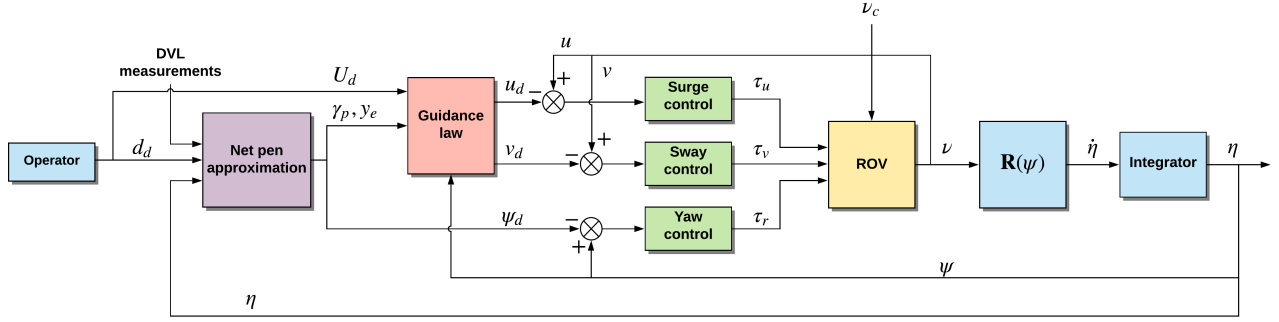 ν_c
DVL
measurements
u
v
U_d
γ_p, y_e
u_d
−
+
Surge
control
τ_u
Guidance
law
Operator
d_d
Net pen
approximation
v_d
−
+
Sway
control
τ_v
ROV
ν
R(ψ)
η̇
Integrator
η
ψ_d
−
+
Yaw
control
τ_r
ψ
η